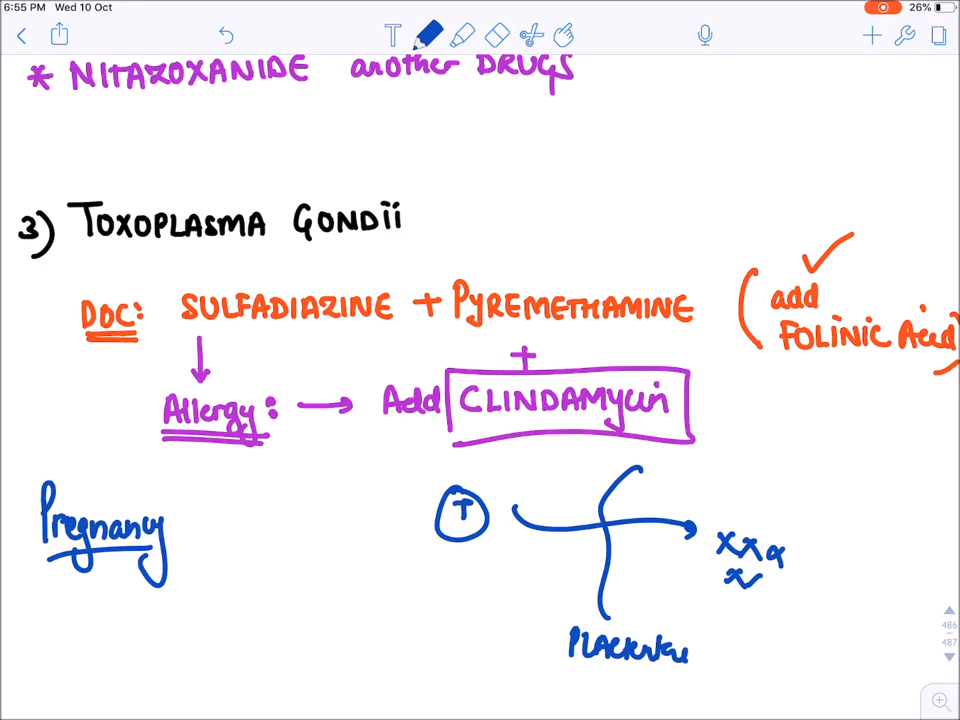 6:55 PM Wed 10 Oct
26%
* NITAZOXANIDE another DRUGS
3) TOXOPLASMA GONDii
DOC: SULFADIAZINE + PYREMETHAMINE
(add FOLINIC Acid)
+
Allergy: → Add CLINDAMYcin
Pregnancy
T
486
487